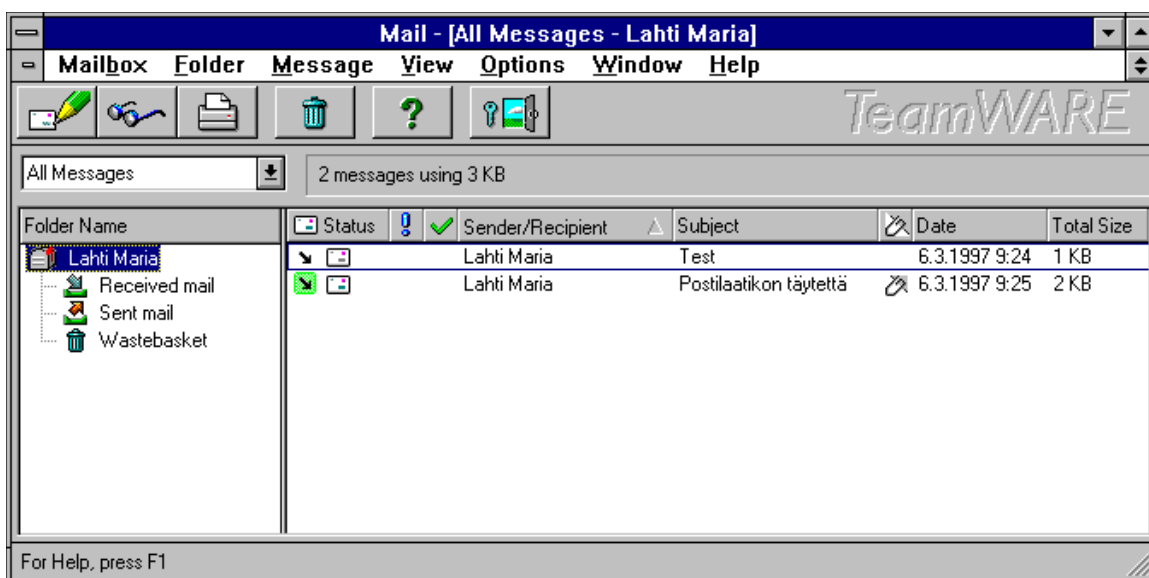 Mail - [All Messages - Lahti Maria]
Mailbox Folder Message View Options Window Help
TeamWARE
All Messages 2 messages using 3 KB
Folder Name Status Sender/Recipient Subject Date Total Size
Lahti Maria Lahti Maria Test 6.3.1997 9:24 1 KB
Received mail Lahti Maria Postilaatikon täytettä 6.3.1997 9:25 2 KB
Sent mail
Wastebasket
For Help, press F1